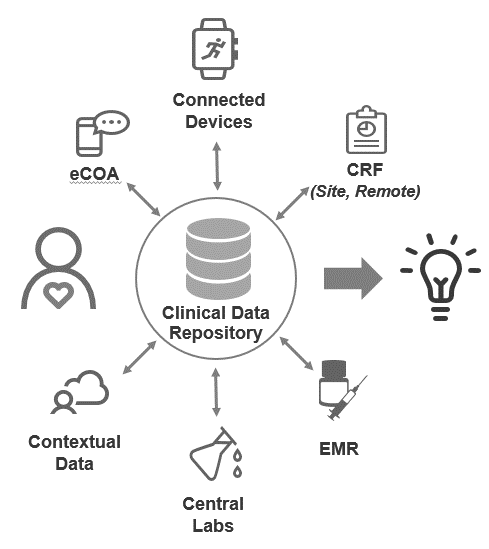 Connected
Devices
eCOA
CRF
(Site, Remote)
Clinical Data
Repository
Contextual
Data
EMR
Central
Labs